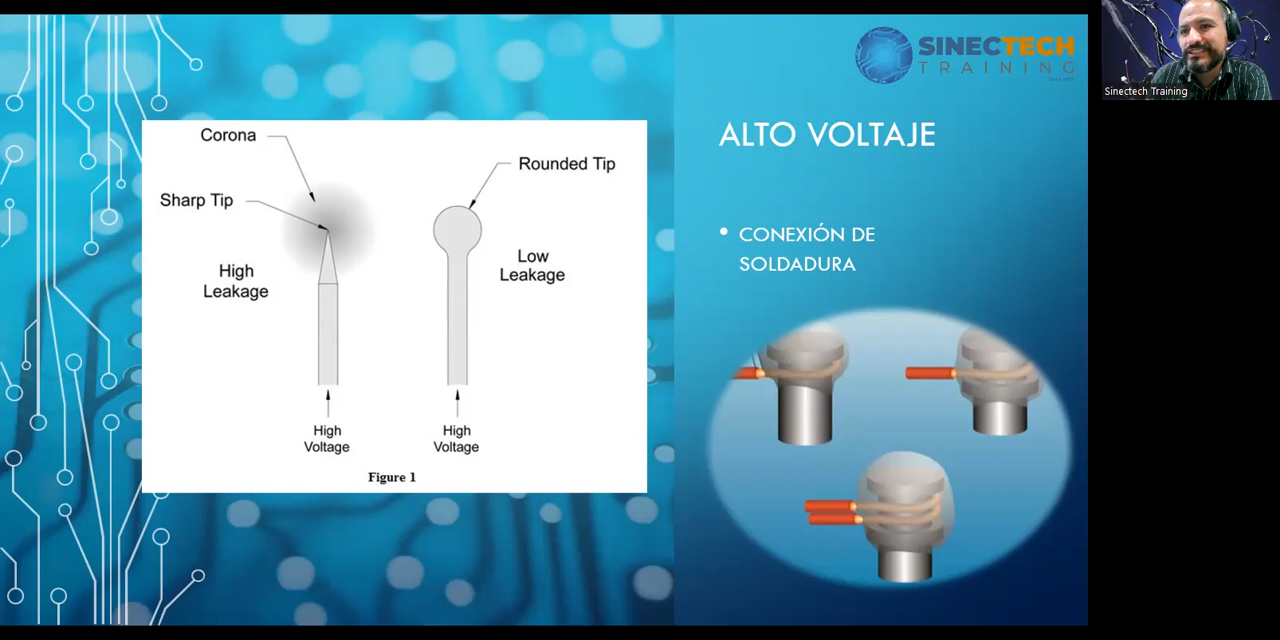 Corona
Sharp Tip
High
Leakage
High
Voltage
Rounded Tip
Low
Leakage
High
Voltage
Figure 1
SINECTECH
TRAINING
ALTO VOLTAJE
• CONEXIÓN DE
SOLDADURA
Sinectech Training